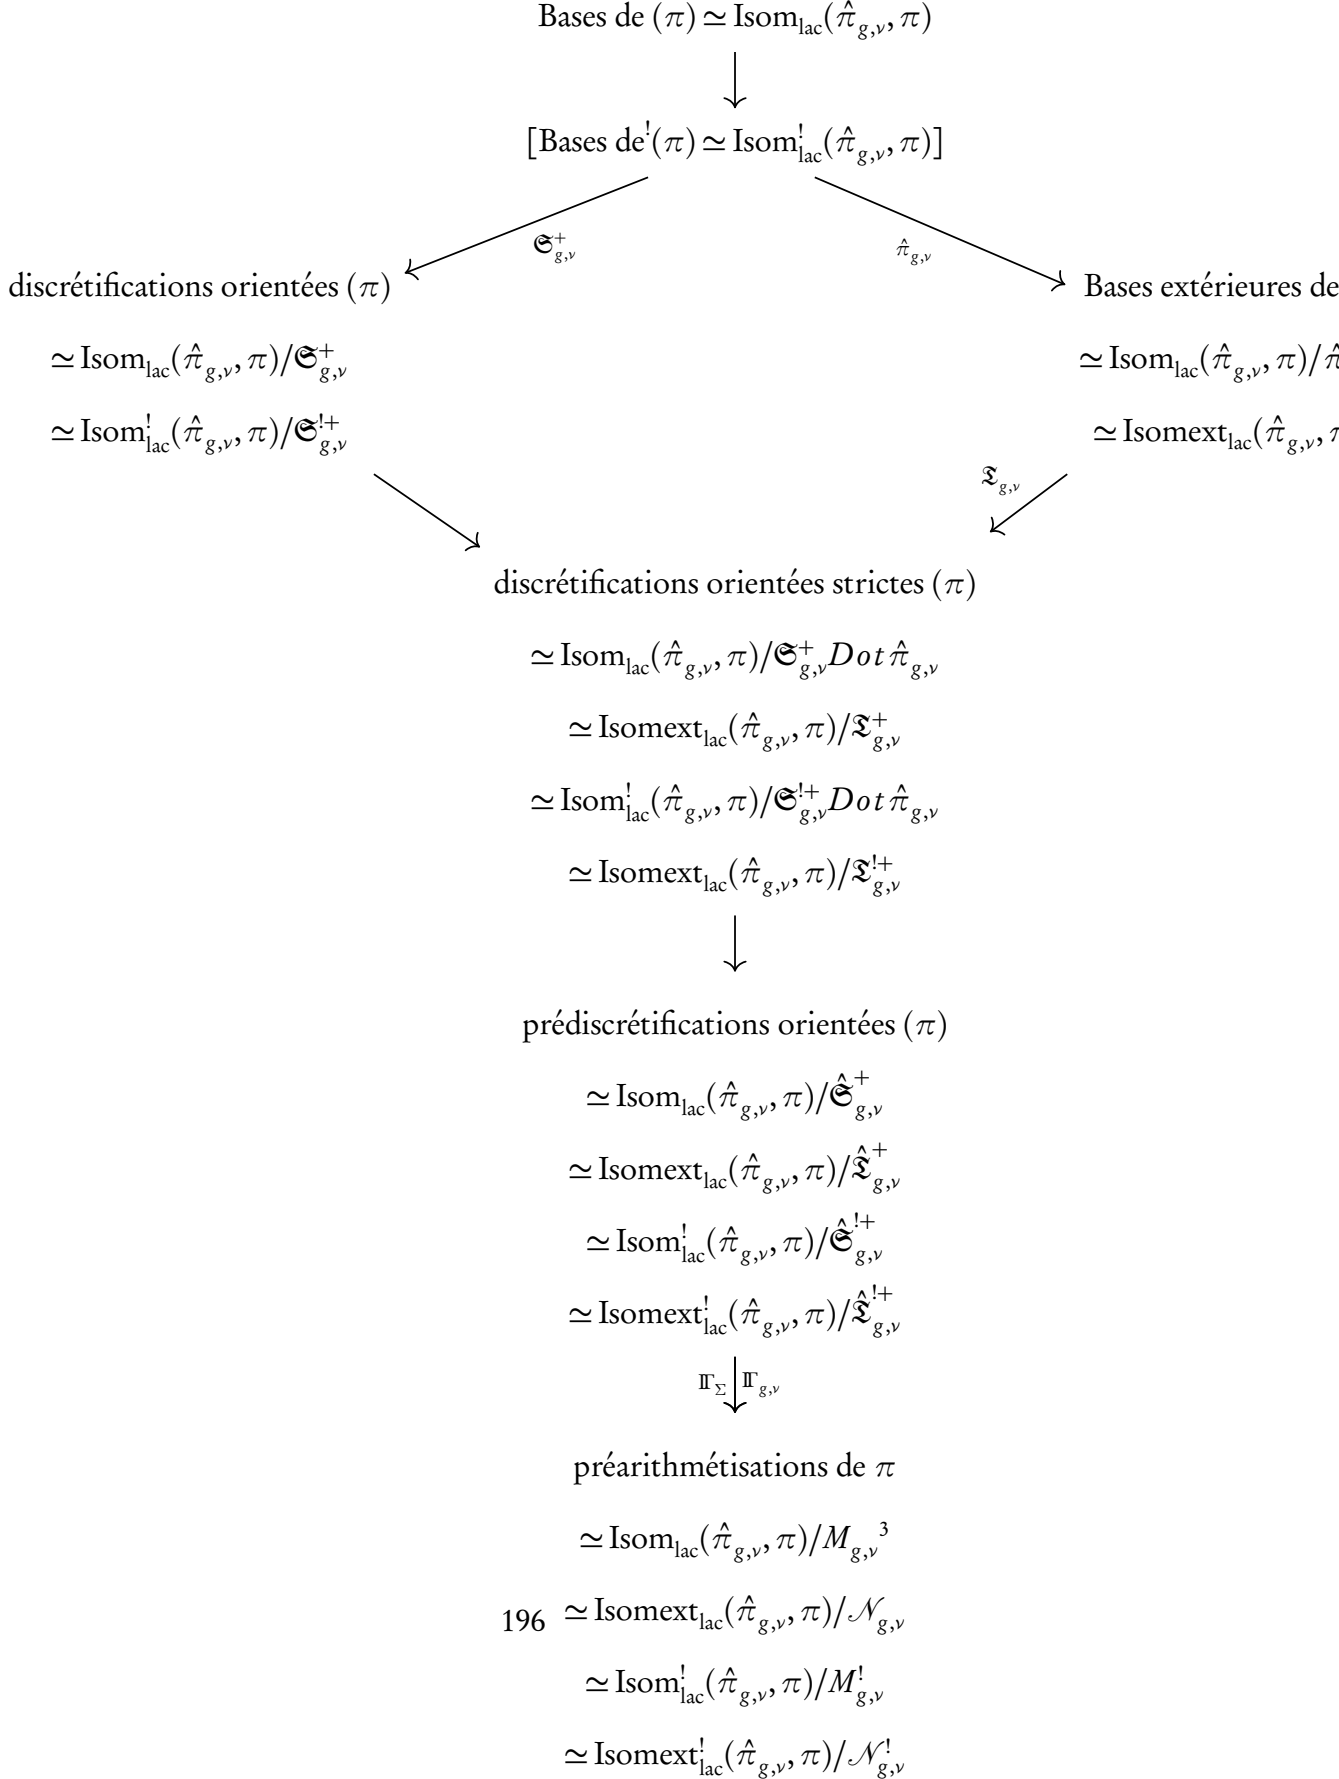 Bases de (π) ≃ Isom_lac(π̂_{g,ν}, π)
[Bases de^!(π) ≃ Isom^!_lac(π̂_{g,ν}, π)]
𝕾^+_{g,ν} π̂_{g,ν}
discrétifications orientées (π)
≃ Isom_lac(π̂_{g,ν}, π)/𝕾^+_{g,ν}
≃ Isom^!_lac(π̂_{g,ν}, π)/𝕾^{!+}_{g,ν}
Bases extérieures de
≃ Isom_lac(π̂_{g,ν}, π)/π̂
≃ Isomext_lac(π̂_{g,ν}, π
𝕿_{g,ν}
discrétifications orientées strictes (π)
≃ Isom_lac(π̂_{g,ν}, π)/𝕾^+_{g,ν}Dot π̂_{g,ν}
≃ Isomext_lac(π̂_{g,ν}, π)/𝕿^+_{g,ν}
≃ Isom^!_lac(π̂_{g,ν}, π)/𝕾^{!+}_{g,ν}Dot π̂_{g,ν}
≃ Isomext_lac(π̂_{g,ν}, π)/𝕿^{!+}_{g,ν}
prédiscrétifications orientées (π)
≃ Isom_lac(π̂_{g,ν}, π)/𝕾̂^+_{g,ν}
≃ Isomext_lac(π̂_{g,ν}, π)/𝕿̂^+_{g,ν}
≃ Isom^!_lac(π̂_{g,ν}, π)/𝕾̂^{!+}_{g,ν}
≃ Isomext^!_lac(π̂_{g,ν}, π)/𝕿̂^{!+}_{g,ν}
𝐈Γ_Σ 𝐈Γ_{g,ν}
préarithmétisations de π
≃ Isom_lac(π̂_{g,ν}, π)/M_{g,ν}³
≃ Isomext_lac(π̂_{g,ν}, π)/𝒩_{g,ν}
196
≃ Isom^!_lac(π̂_{g,ν}, π)/M^!_{g,ν}
≃ Isomext^!_lac(π̂_{g,ν}, π)/𝒩^!_{g,ν}